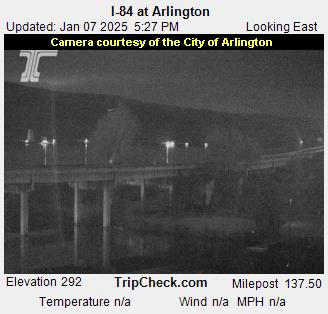 I-84 at Arlington
Updated: Jan 07 2025 5:27 PM Looking East
Camera courtesy of the City of Arlington
Elevation 292 TripCheck.com Milepost 137.50
Temperature n/a Wind n/a MPH n/a